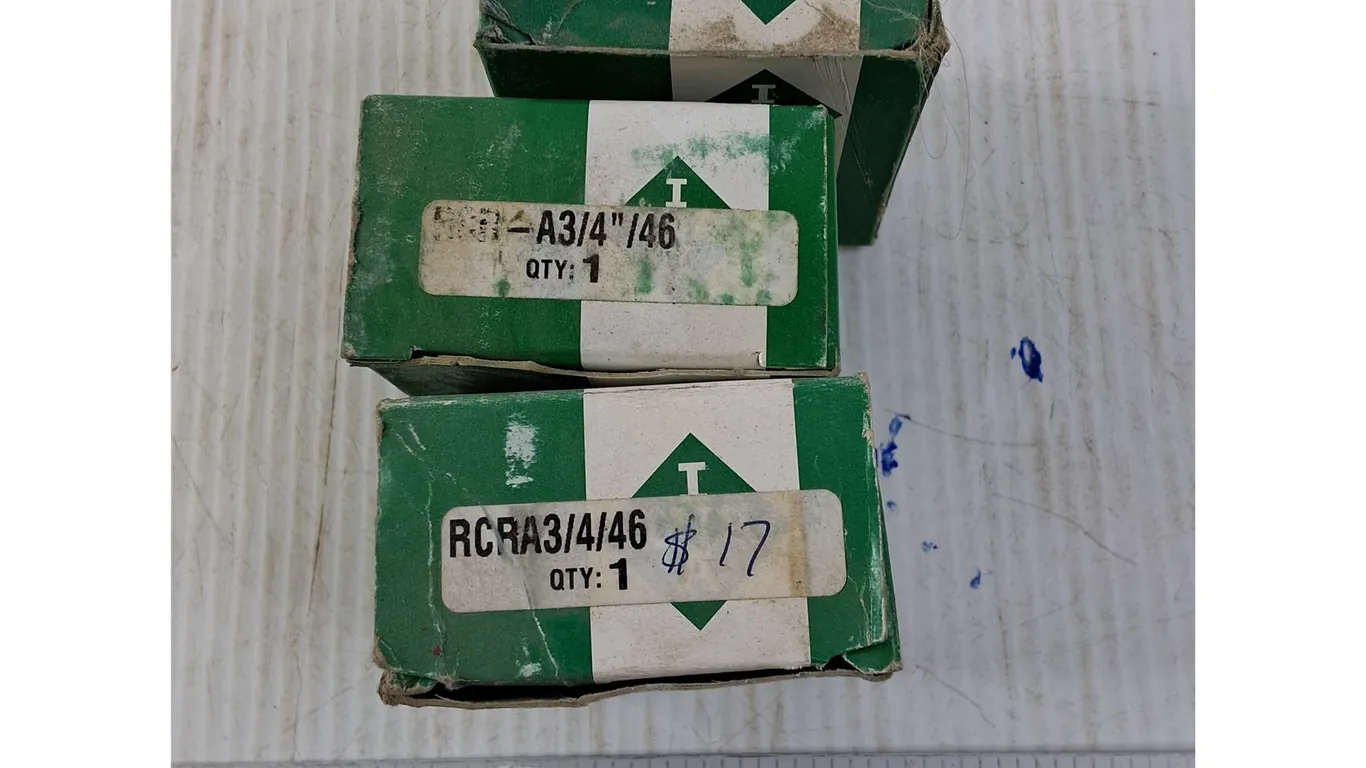 I
I
-A3/4"/46
QTY: 1
I
RCRA3/4/46 $17
QTY: 1